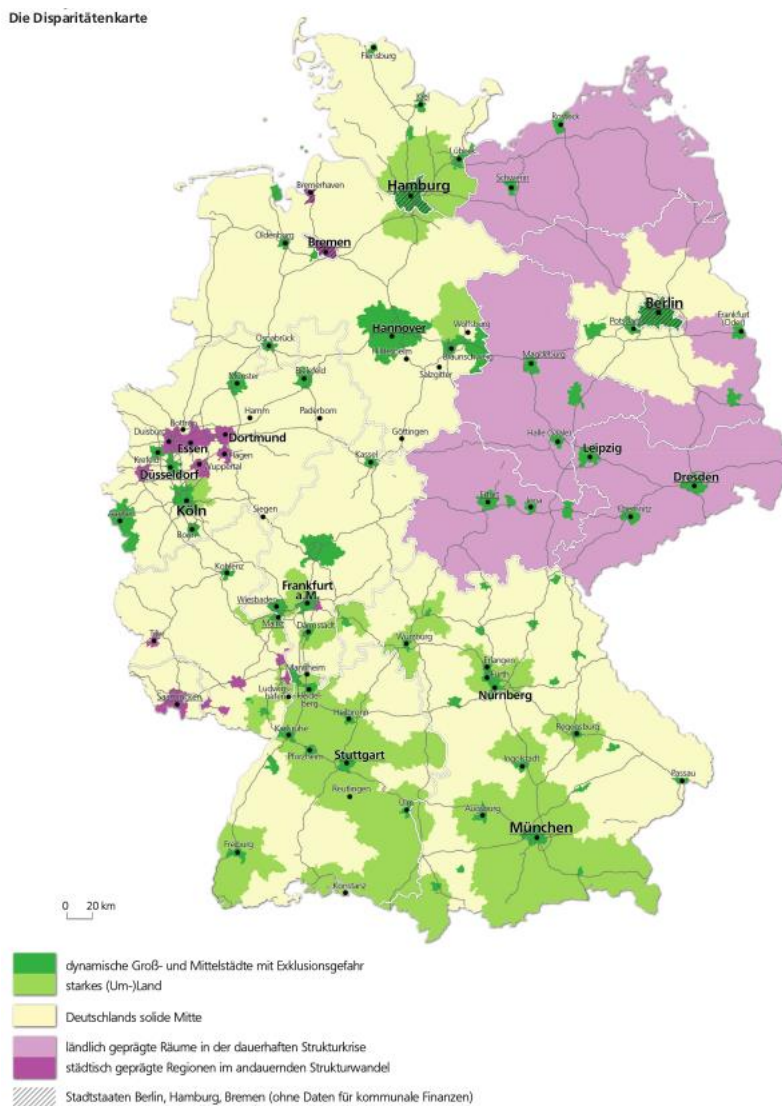 Die Disparitätenkarte
Flensburg
Kiel
Rostock
Lübeck
Schwerin
Hamburg
Bremerhaven
Oldenburg
Bremen
Berlin
Potsdam
Frankfurt
(Oder)
Hannover
Wolfsburg
Osnabrück
Hildesheim
Braunschweig
Salzgitter
Magdeburg
Münster
Bielefeld
Hamm
Paderborn
Bottrop
Duisburg
Dortmund
Essen
Hagen
Göttingen
Halle (Saale)
Leipzig
Krefeld
Wuppertal
Düsseldorf
Kassel
Dresden
Köln
Erfurt
Jena
Chemnitz
Aachen
Bonn
Siegen
Koblenz
Frankfurt
a.M.
Wiesbaden
Mainz
Darmstadt
Würzburg
Trier
Erlangen
Fürth
Nürnberg
Mannheim
Ludwigs-
hafen
Heidel-
berg
Saarbrücken
Heilbronn
Karlsruhe
Regensburg
Pforzheim
Stuttgart
Ingolstadt
Passau
Reutlingen
Ulm
Augsburg
München
Freiburg
Konstanz
0 20 km
dynamische Groß- und Mittelstädte mit Exklusionsgefahr
starkes (Um-)Land
Deutschlands solide Mitte
ländlich geprägte Räume in der dauerhaften Strukturkrise
städtisch geprägte Regionen im andauernden Strukturwandel
Stadtstaaten Berlin, Hamburg, Bremen (ohne Daten für kommunale Finanzen)